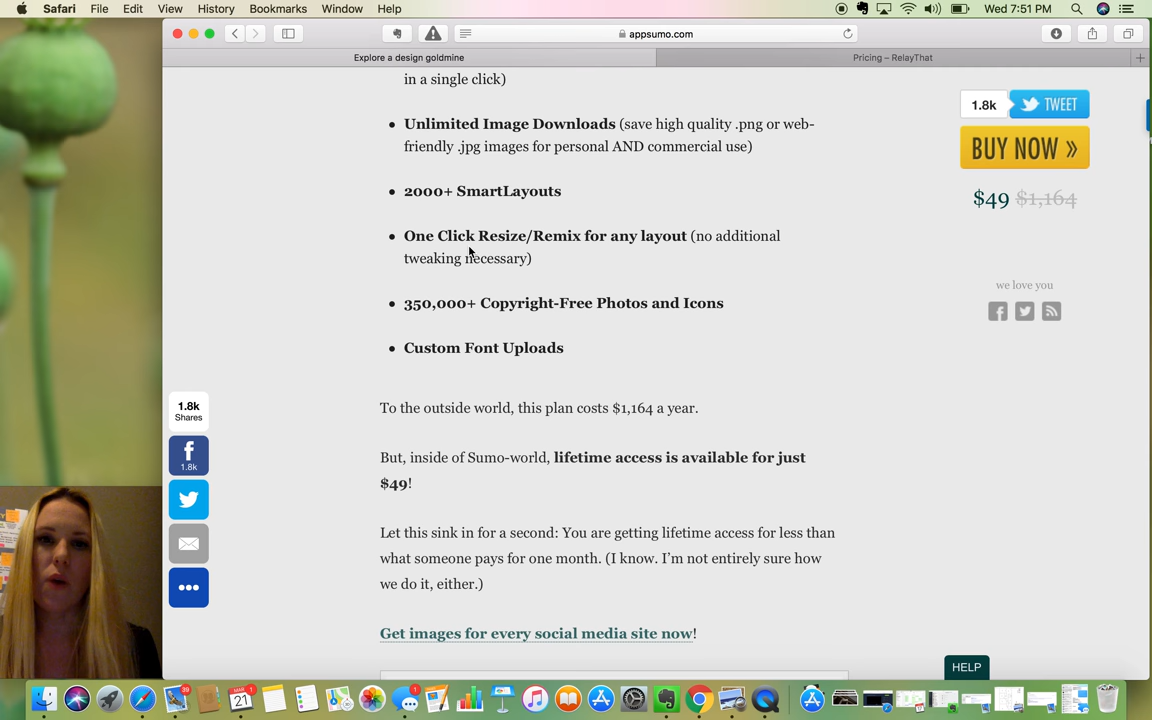 Safari File Edit View History Bookmarks Window Help Wed 7:51 PM
appsumo.com
Explore a design goldmine Pricing – RelayThat
in a single click)
Unlimited Image Downloads (save high quality .png or web-
friendly .jpg images for personal AND commercial use)
2000+ SmartLayouts
One Click Resize/Remix for any layout (no additional
tweaking necessary)
350,000+ Copyright-Free Photos and Icons
Custom Font Uploads
To the outside world, this plan costs $1,164 a year.
But, inside of Sumo-world, lifetime access is available for just
$49!
Let this sink in for a second: You are getting lifetime access for less than
what someone pays for one month. (I know. I’m not entirely sure how
we do it, either.)
Get images for every social media site now!
1.8k TWEET
BUY NOW »
$49 $1,164
we love you
1.8k
Shares
1.8k
HELP
39
21
1
1